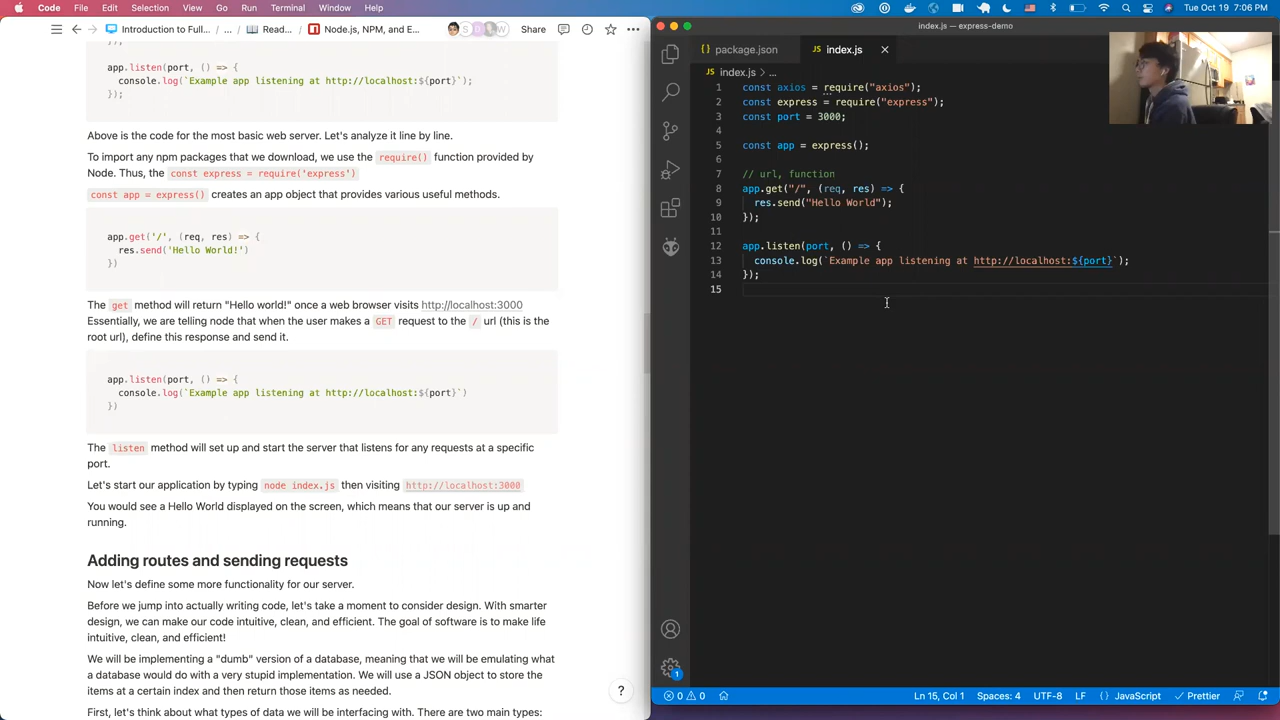 Code File Edit Selection View Go Run Terminal Window Help
Tue Oct 19 7:06 PM
Introduction to Full... / ... / Read... / Node.js, NPM, and E...
Share
app.listen(port, () => {
console.log(`Example app listening at http://localhost:${port}`);
});
Above is the code for the most basic web server. Let's analyze it line by line.
To import any npm packages that we download, we use the require() function provided by
Node. Thus, the const express = require('express')
const app = express() creates an app object that provides various useful methods.
app.get('/', (req, res) => {
res.send('Hello World!')
})
The get method will return "Hello world!" once a web browser visits http://localhost:3000
Essentially, we are telling node that when the user makes a GET request to the / url (this is the
root url), define this response and send it.
app.listen(port, () => {
console.log(`Example app listening at http://localhost:${port}`)
})
The listen method will set up and start the server that listens for any requests at a specific
port.
Let's start our application by typing node index.js then visiting http://localhost:3000
You would see a Hello World displayed on the screen, which means that our server is up and
running.
Adding routes and sending requests
Now let's define some more functionality for our server.
Before we jump into actually writing code, let's take a moment to consider design. With smarter
design, we can make our code intuitive, clean, and efficient. The goal of software is to make life
intuitive, clean, and efficient!
We will be implementing a "dumb" version of a database, meaning that we will be emulating what
a database would do with a very stupid implementation. We will use a JSON object to store the
items at a certain index and then return those items as needed.
First, let's think about what types of data we will be interfacing with. There are two main types:
?
index.js — express-demo
{ } package.json
JS index.js
JS index.js > ...
1 const axios = require("axios");
2 const express = require("express");
3 const port = 3000;
4
5 const app = express();
6
7 // url, function
8 app.get("/", (req, res) => {
9 res.send("Hello World");
10 });
11
12 app.listen(port, () => {
13 console.log(`Example app listening at http://localhost:${port}`);
14 });
15
1
0 0
Ln 15, Col 1 Spaces: 4 UTF-8 LF { } JavaScript Prettier